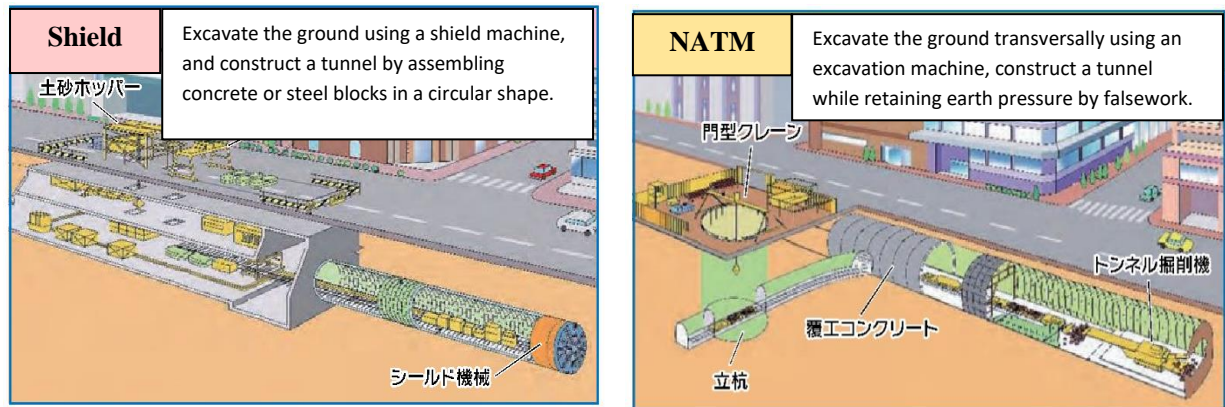 Shield
Excavate the ground using a shield machine,
and construct a tunnel by assembling
concrete or steel blocks in a circular shape.
土砂ホッパー
シールド機械
NATM
Excavate the ground transversally using an
excavation machine, construct a tunnel
while retaining earth pressure by falsework.
門型クレーン
トンネル掘削機
覆工コンクリート
立杭